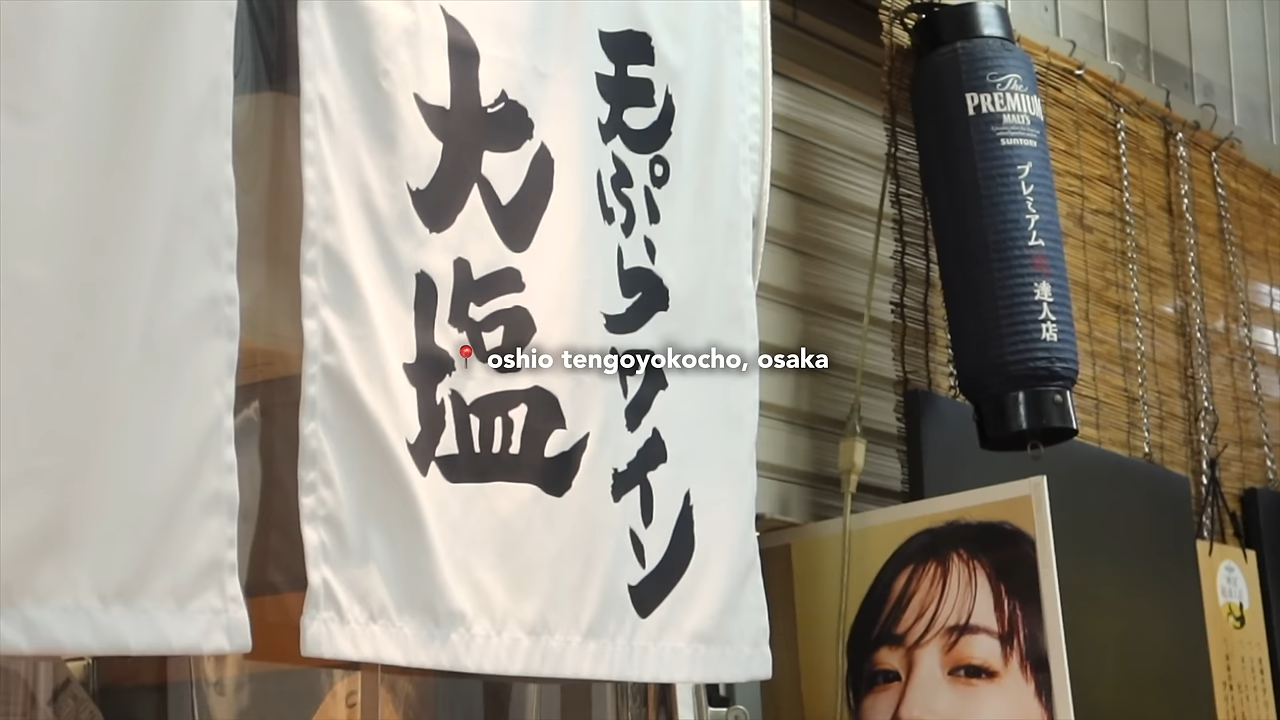 天ぷらワイン
大塩
The
PREMIUM
MALT'S
SUNTORY
プレミアム
達人店
📍 oshio tengoyokocho, osaka